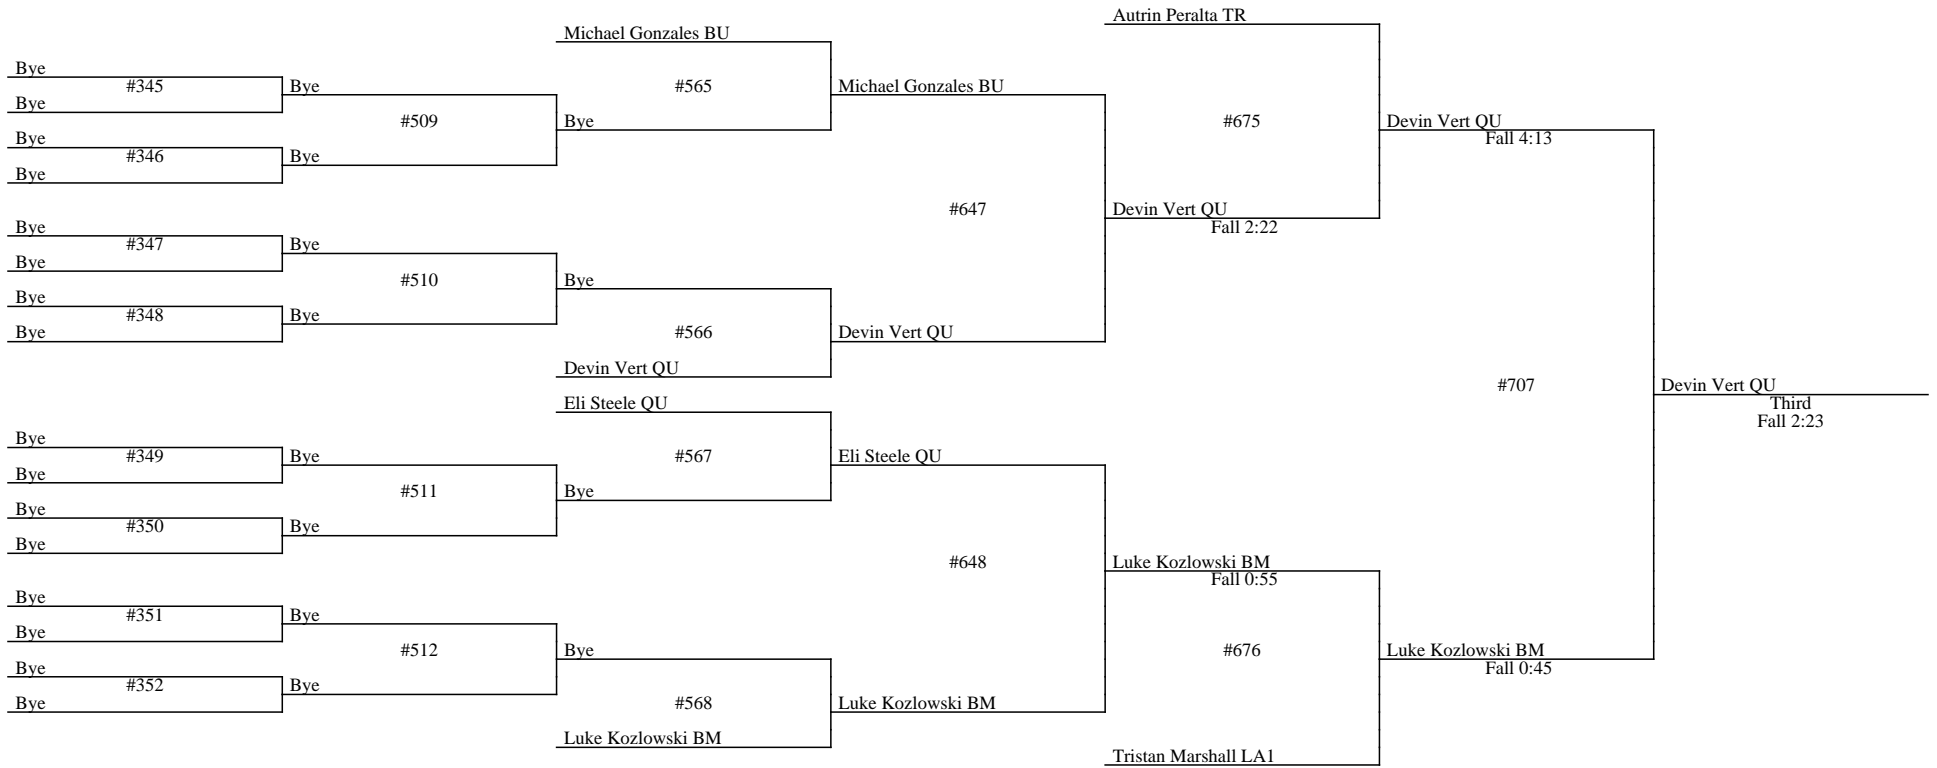 Autrin Peralta TR
Michael Gonzales BU
Bye
#345
Bye
#565
Michael Gonzales BU
Bye
#509
Bye
#675
Devin Vert QU
Bye
Fall 4:13
#346
Bye
Bye
#647
Devin Vert QU
Bye
Fall 2:22
#347
Bye
Bye
#510
Bye
Bye
#348
Bye
Bye
#566
Devin Vert QU
Devin Vert QU
#707
Devin Vert QU
Eli Steele QU
Third
Fall 2:23
Bye
#349
Bye
#567
Eli Steele QU
Bye
#511
Bye
Bye
#350
Bye
Bye
#648
Luke Kozlowski BM
Fall 0:55
Bye
#351
Bye
Bye
#512
Bye
#676
Luke Kozlowski BM
Bye
Fall 0:45
#352
Bye
Bye
#568
Luke Kozlowski BM
Luke Kozlowski BM
Tristan Marshall LA1